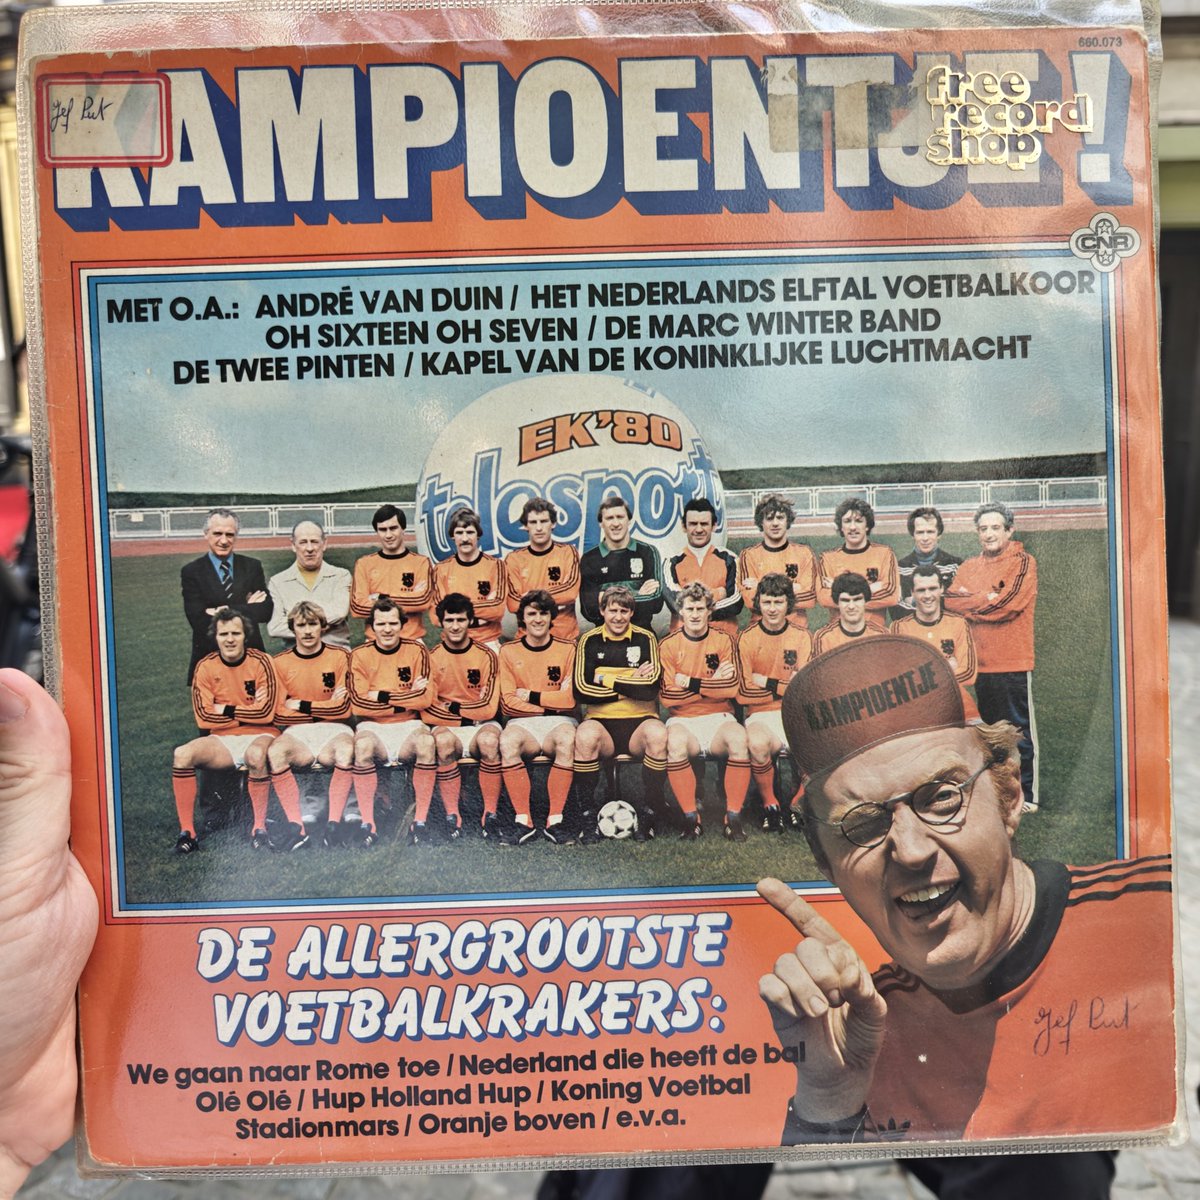 660.073
KAMPIOENTJE!
Jef Put
free
record
shop
CNR
MET O.A.: ANDRÉ VAN DUIN / HET NEDERLANDS ELFTAL VOETBALKOOR
OH SIXTEEN OH SEVEN / DE MARC WINTER BAND
DE TWEE PINTEN / KAPEL VAN DE KONINKLIJKE LUCHTMACHT
EK'80
telesport
KAMPIOENTJE
DE ALLERGROOTSTE
VOETBALKRAKERS:
We gaan naar Rome toe / Nederland die heeft de bal
Olé Olé / Hup Holland Hup / Koning Voetbal
Stadionmars / Oranje boven / e.v.a.
Jef Put